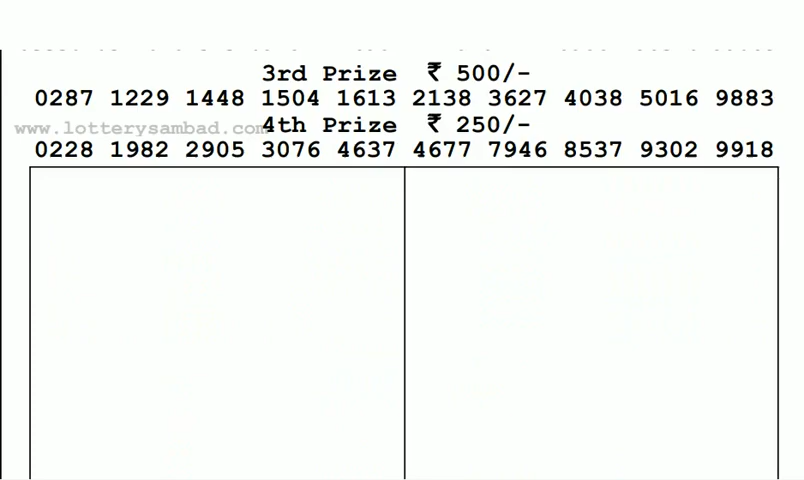 3rd Prize ₹ 500/-
0287 1229 1448 1504 1613 2138 3627 4038 5016 9883
www.lotterysambad.com
4th Prize ₹ 250/-
0228 1982 2905 3076 4637 4677 7946 8537 9302 9918